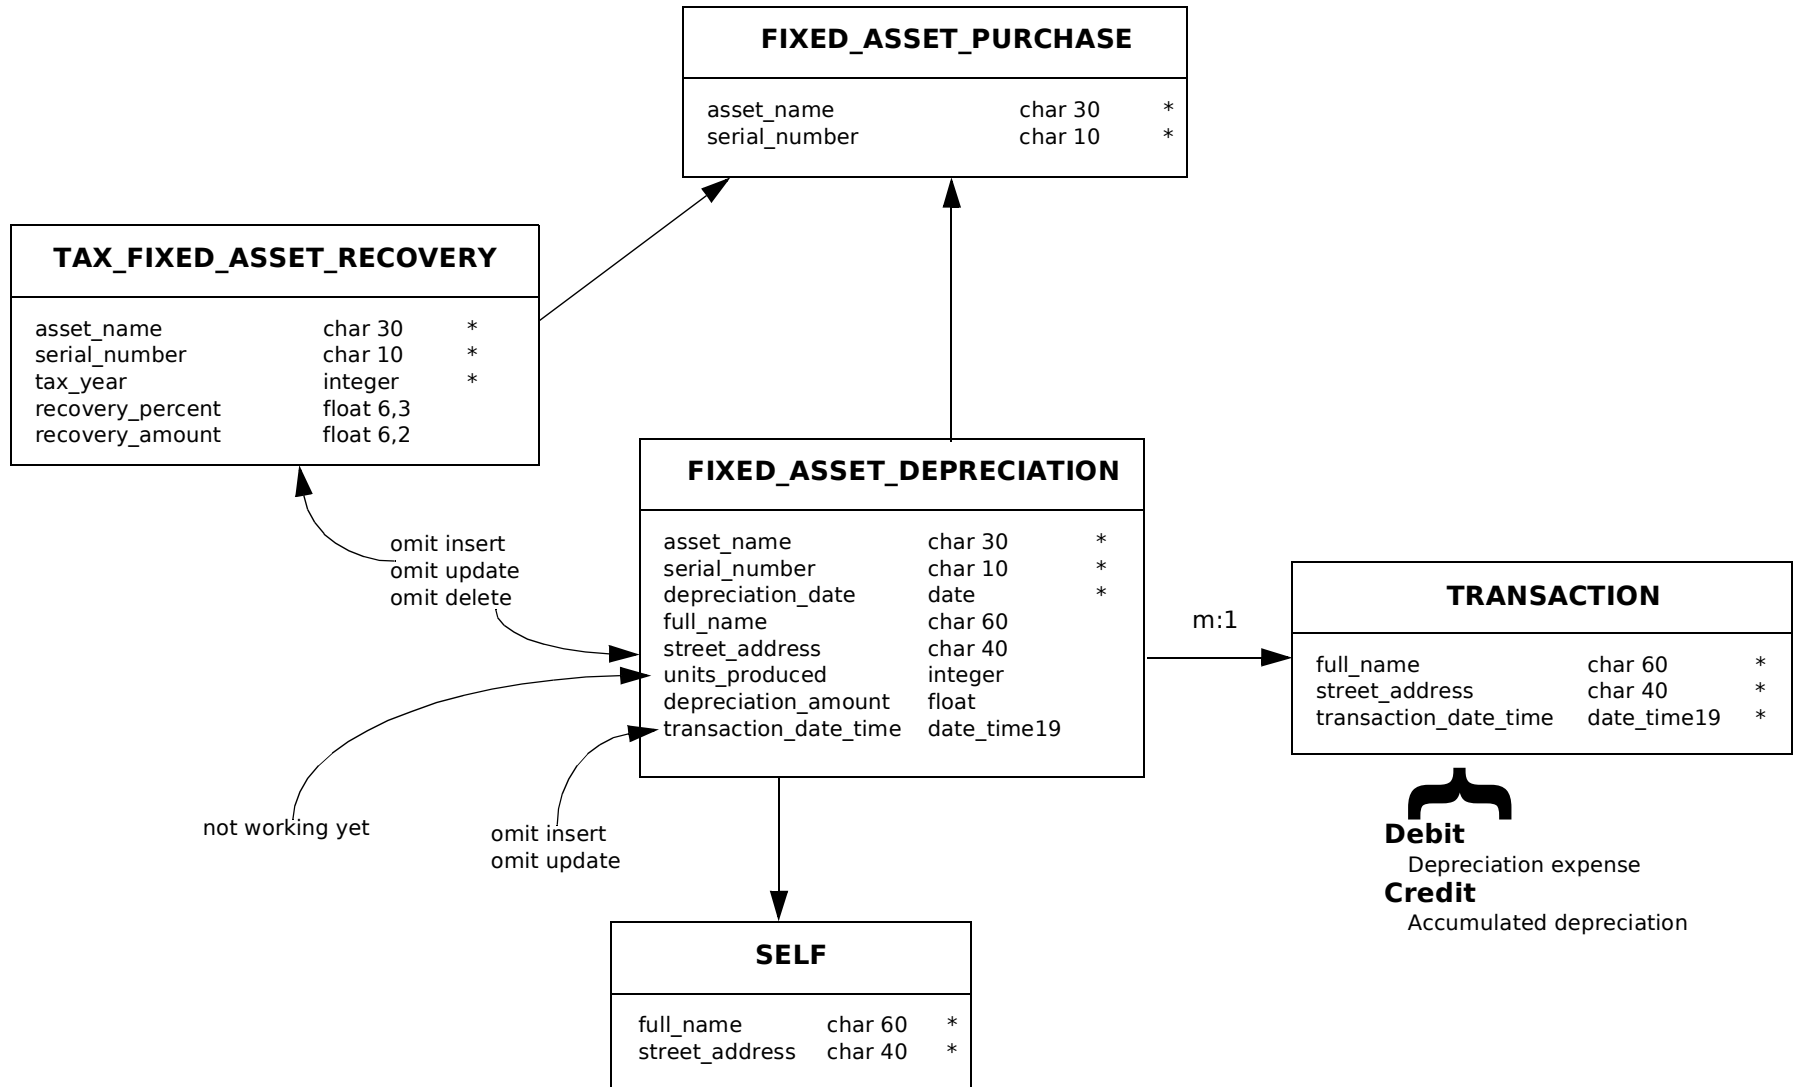 FIXED_ASSET_PURCHASE
asset_name char 30 *
serial_number char 10 *
TAX_FIXED_ASSET_RECOVERY
asset_name char 30 *
serial_number char 10 *
tax_year integer *
recovery_percent float 6,3
recovery_amount float 6,2
omit insert
omit update
omit delete
FIXED_ASSET_DEPRECIATION
asset_name char 30 *
serial_number char 10 *
depreciation_date date *
full_name char 60
street_address char 40
units_produced integer
depreciation_amount float
transaction_date_time date_time19
m:1
TRANSACTION
full_name char 60 *
street_address char 40 *
transaction_date_time date_time19 *
Debit
Depreciation expense
Credit
Accumulated depreciation
not working yet
omit insert
omit update
SELF
full_name char 60 *
street_address char 40 *